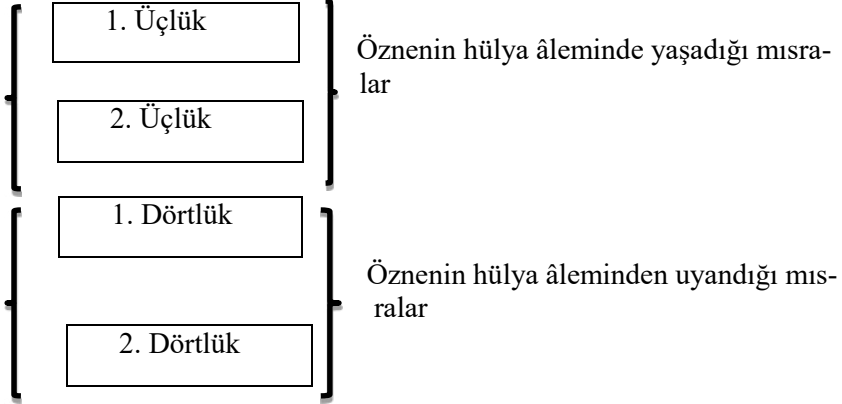 1. Üçlük
Öznenin hülya âleminde yaşadığı mısra-
lar
2. Üçlük
1. Dörtlük
Öznenin hülya âleminden uyandığı mıs-
ralar
2. Dörtlük